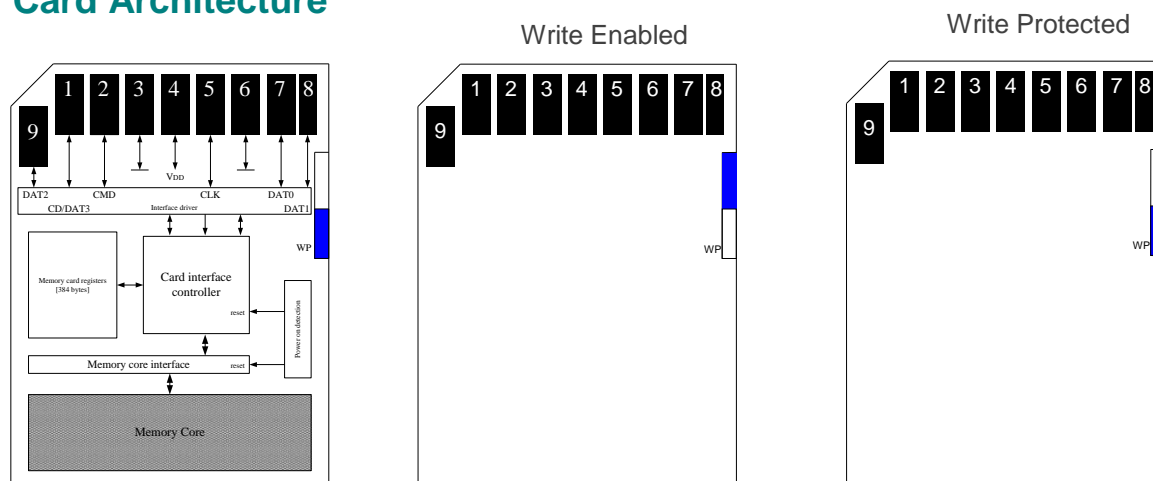 Card Architecture
Write Enabled
Write Protected
1 2 3 4 5 6 7 8
9
VDD
DAT2 CMD CLK DAT0
CD/DAT3 Interface driver DAT1
WP
Memory card registers
[384 bytes]
Card interface
controller
reset
Power on detection
Memory core interface reset
Memory Core
1 2 3 4 5 6 7 8
9
WP
1 2 3 4 5 6 7 8
9
WP